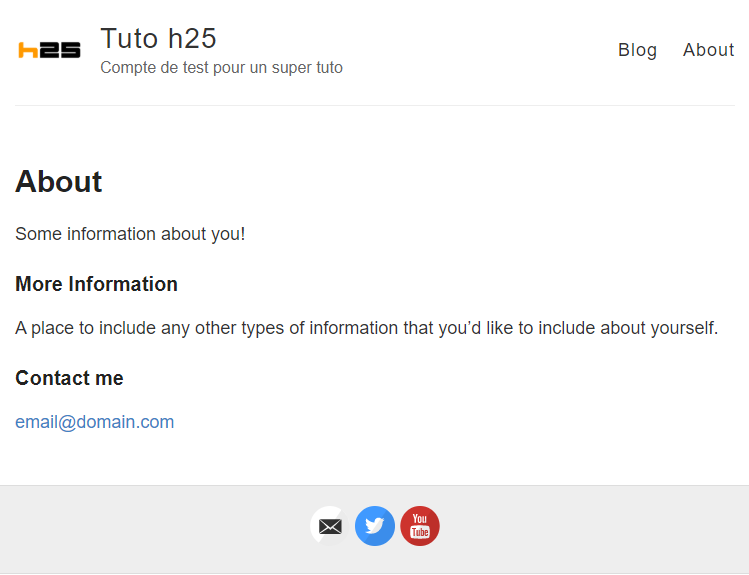 h25
Tuto h25
Compte de test pour un super tuto
Blog About
About
Some information about you!
More Information
A place to include any other types of information that you’d like to include about yourself.
Contact me
email@domain.com
You
Tube